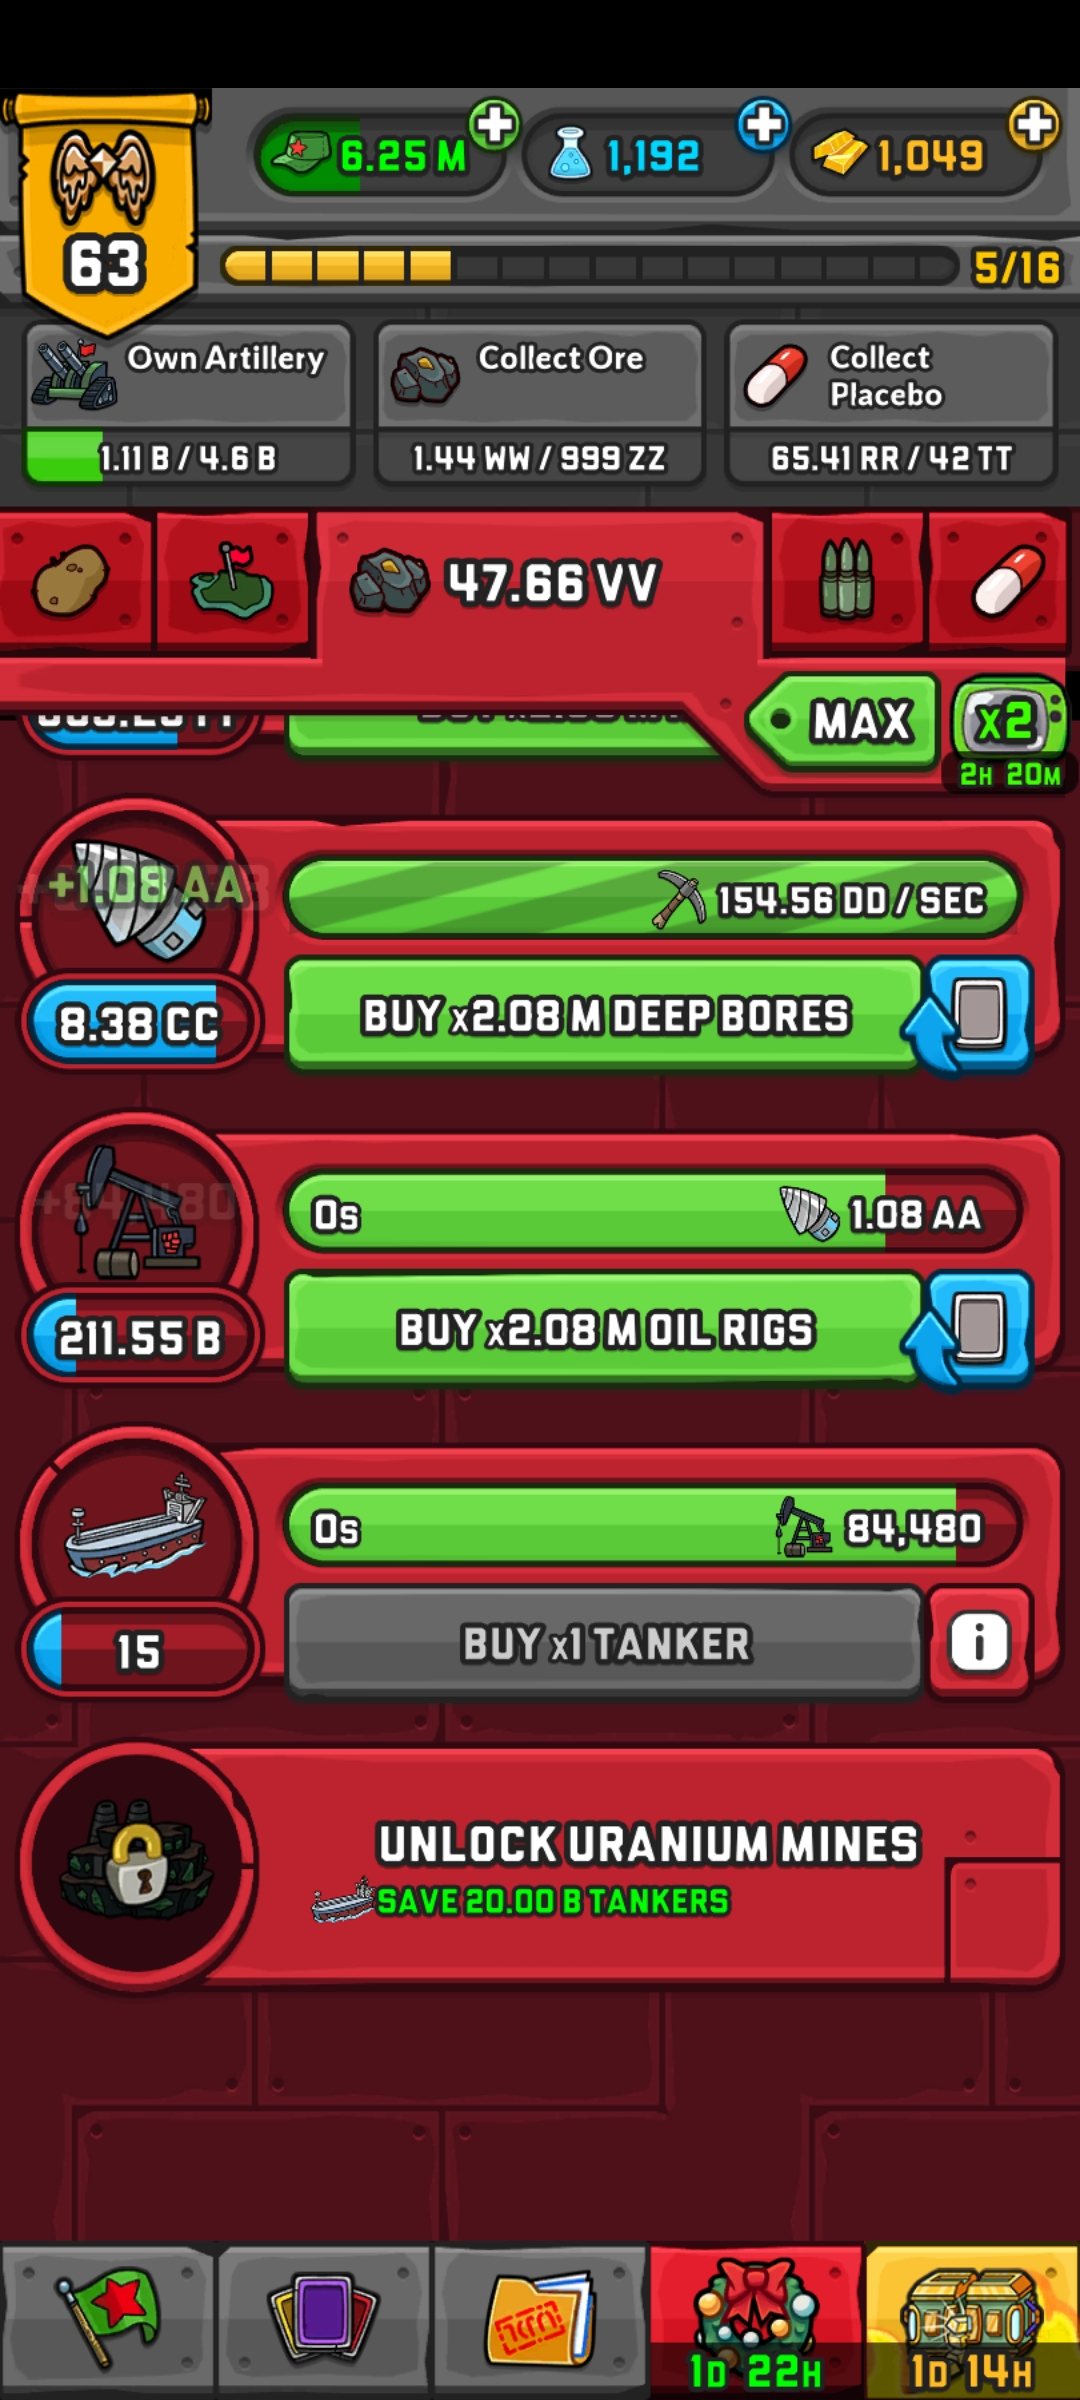 6.25 M
1,192
1,049
63
5/16
Own Artillery
1.11 B / 4.6 B
Collect Ore
1.44 WW / 999 ZZ
Collect
Placebo
65.41 RR / 42 TT
47.66 VV
MAX
x2
2H 20M
+1.08 AA
154.56 DD / SEC
8.38 CC
BUY x2.08 M DEEP BORES
+84,480
0s
1.08 AA
211.55 B
BUY x2.08 M OIL RIGS
0s
84,480
15
BUY x1 TANKER
i
UNLOCK URANIUM MINES
SAVE 20.00 B TANKERS
1D 22H
1D 14H